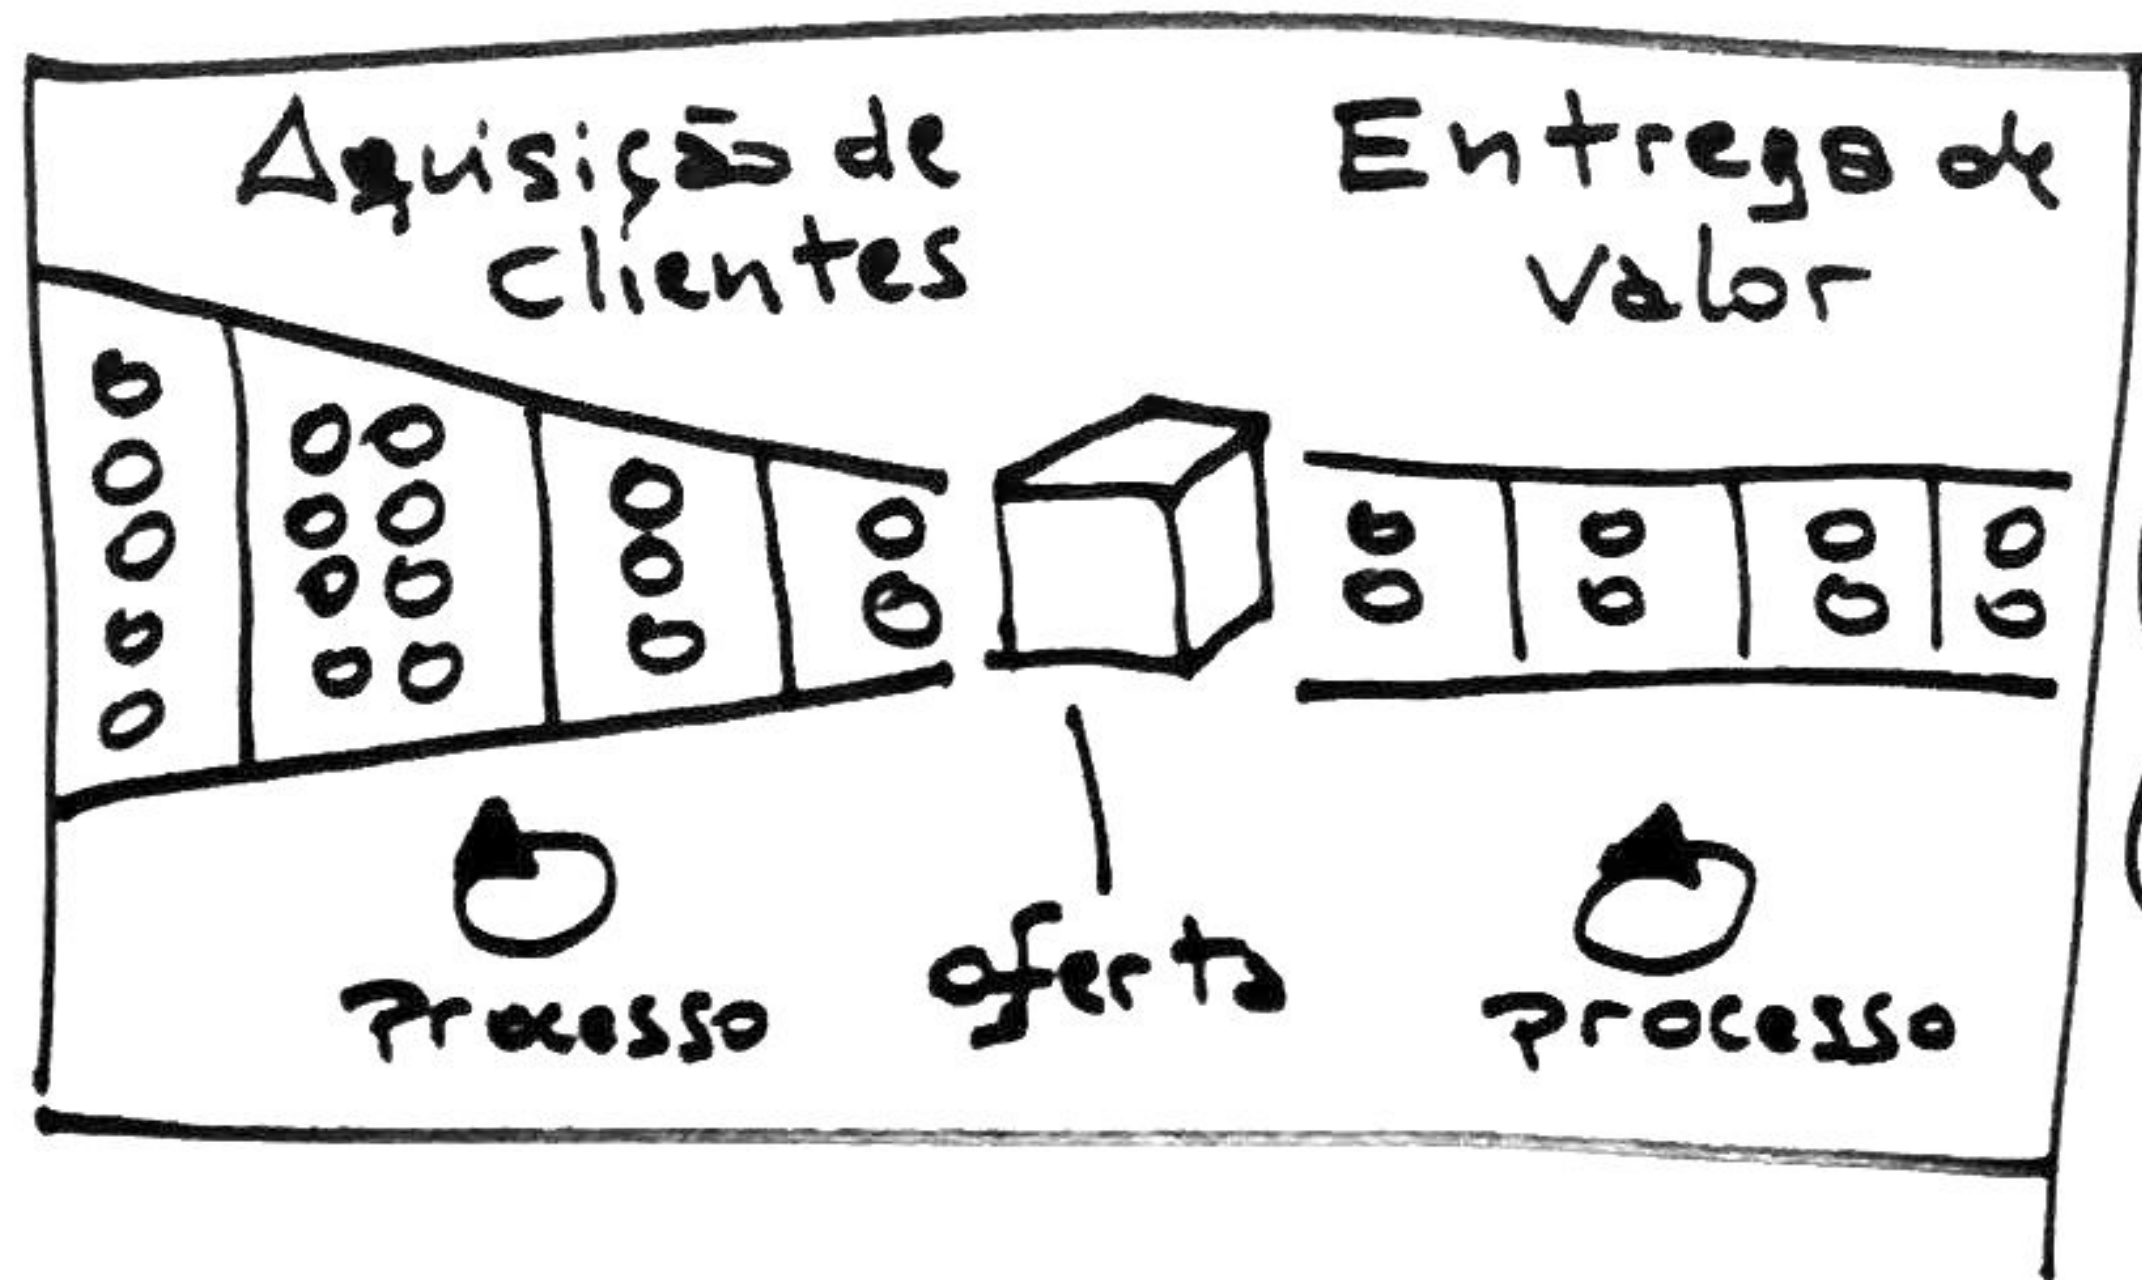 Aquisição de
Clientes
Entrega de
Valor
oferta
Processo
Processo